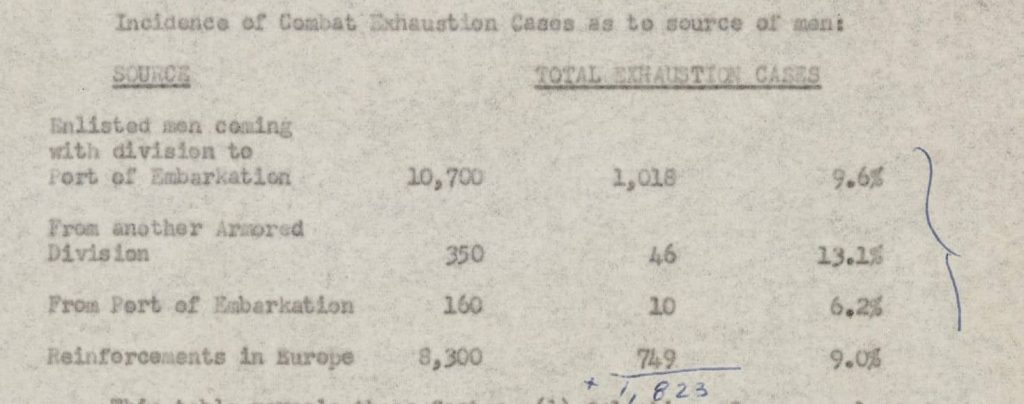 Incidence of Combat Exhaustion Cases as to source of men:
SOURCE TOTAL EXHAUSTION CASES
Enlisted men coming
with division to
Port of Embarkation 10,700 1,018 9.6%
From another Armored
Division 350 46 13.1%
From Port of Embarkation 160 10 6.2%
Reinforcements in Europe 8,300 749 9.0%
+ 1,823
This table